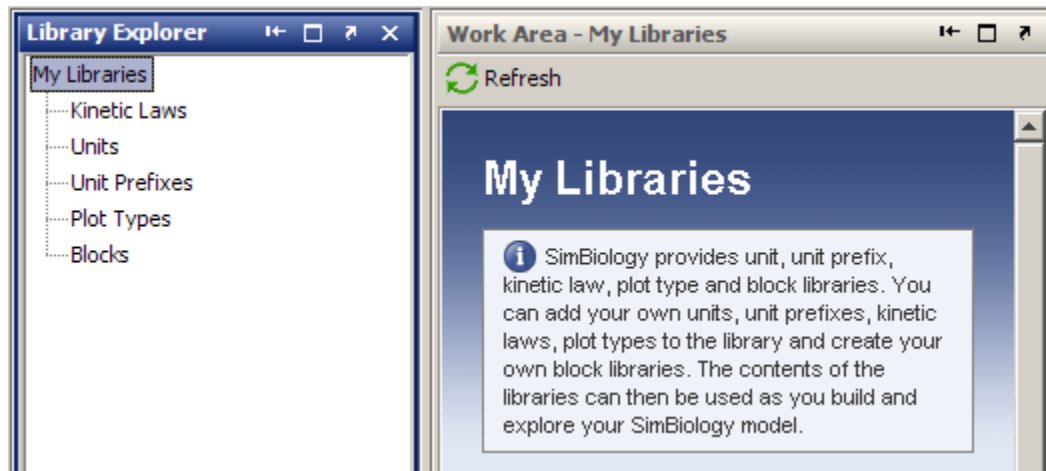 Library Explorer
My Libraries
Kinetic Laws
Units
Unit Prefixes
Plot Types
Blocks
Work Area - My Libraries
Refresh
My Libraries
SimBiology provides unit, unit prefix,
kinetic law, plot type and block libraries. You
can add your own units, unit prefixes, kinetic
laws, plot types to the library and create your
own block libraries. The contents of the
libraries can then be used as you build and
explore your SimBiology model.